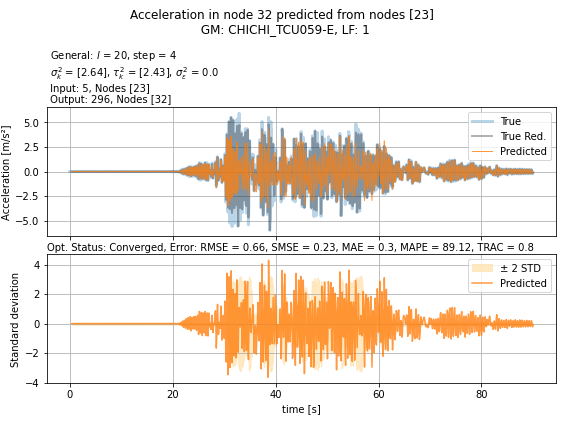 Acceleration in node 32 predicted from nodes [23]
GM: CHICHI_TCU059-E, LF: 1
General: l = 20, step = 4
σ²ₖ = [2.64], τ²ₖ = [2.43], σ²ε = 0.0
Input: 5, Nodes [23]
Output: 296, Nodes [32]
Acceleration [m/s²]
5.0
2.5
0.0
−2.5
−5.0
True
True Red.
Predicted
Opt. Status: Converged, Error: RMSE = 0.66, SMSE = 0.23, MAE = 0.3, MAPE = 89.12, TRAC = 0.8
Standard deviation
4
2
0
−2
−4
± 2 STD
Predicted
0
20
40
60
80
time [s]